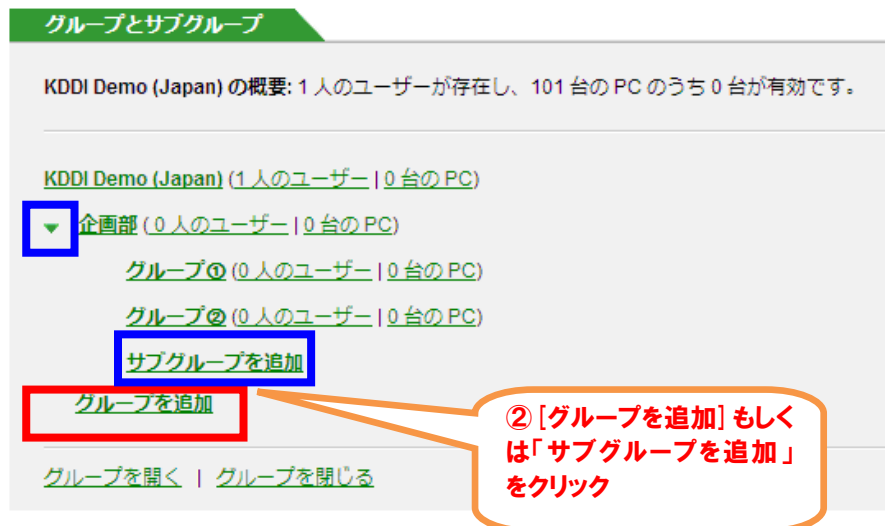 グループとサブグループ
KDDI Demo (Japan) の概要: 1 人のユーザーが存在し、101 台の PC のうち 0 台が有効です。
KDDI Demo (Japan) (1 人のユーザー | 0 台の PC)
企画部 ( 0 人のユーザー | 0 台の PC)
グループ① (0 人のユーザー | 0 台の PC)
グループ② (0 人のユーザー | 0 台の PC)
サブグループを追加
グループを追加
②[グループを追加]もしく
は「サブグループを追加」
をクリック
グループを開く | グループを閉じる